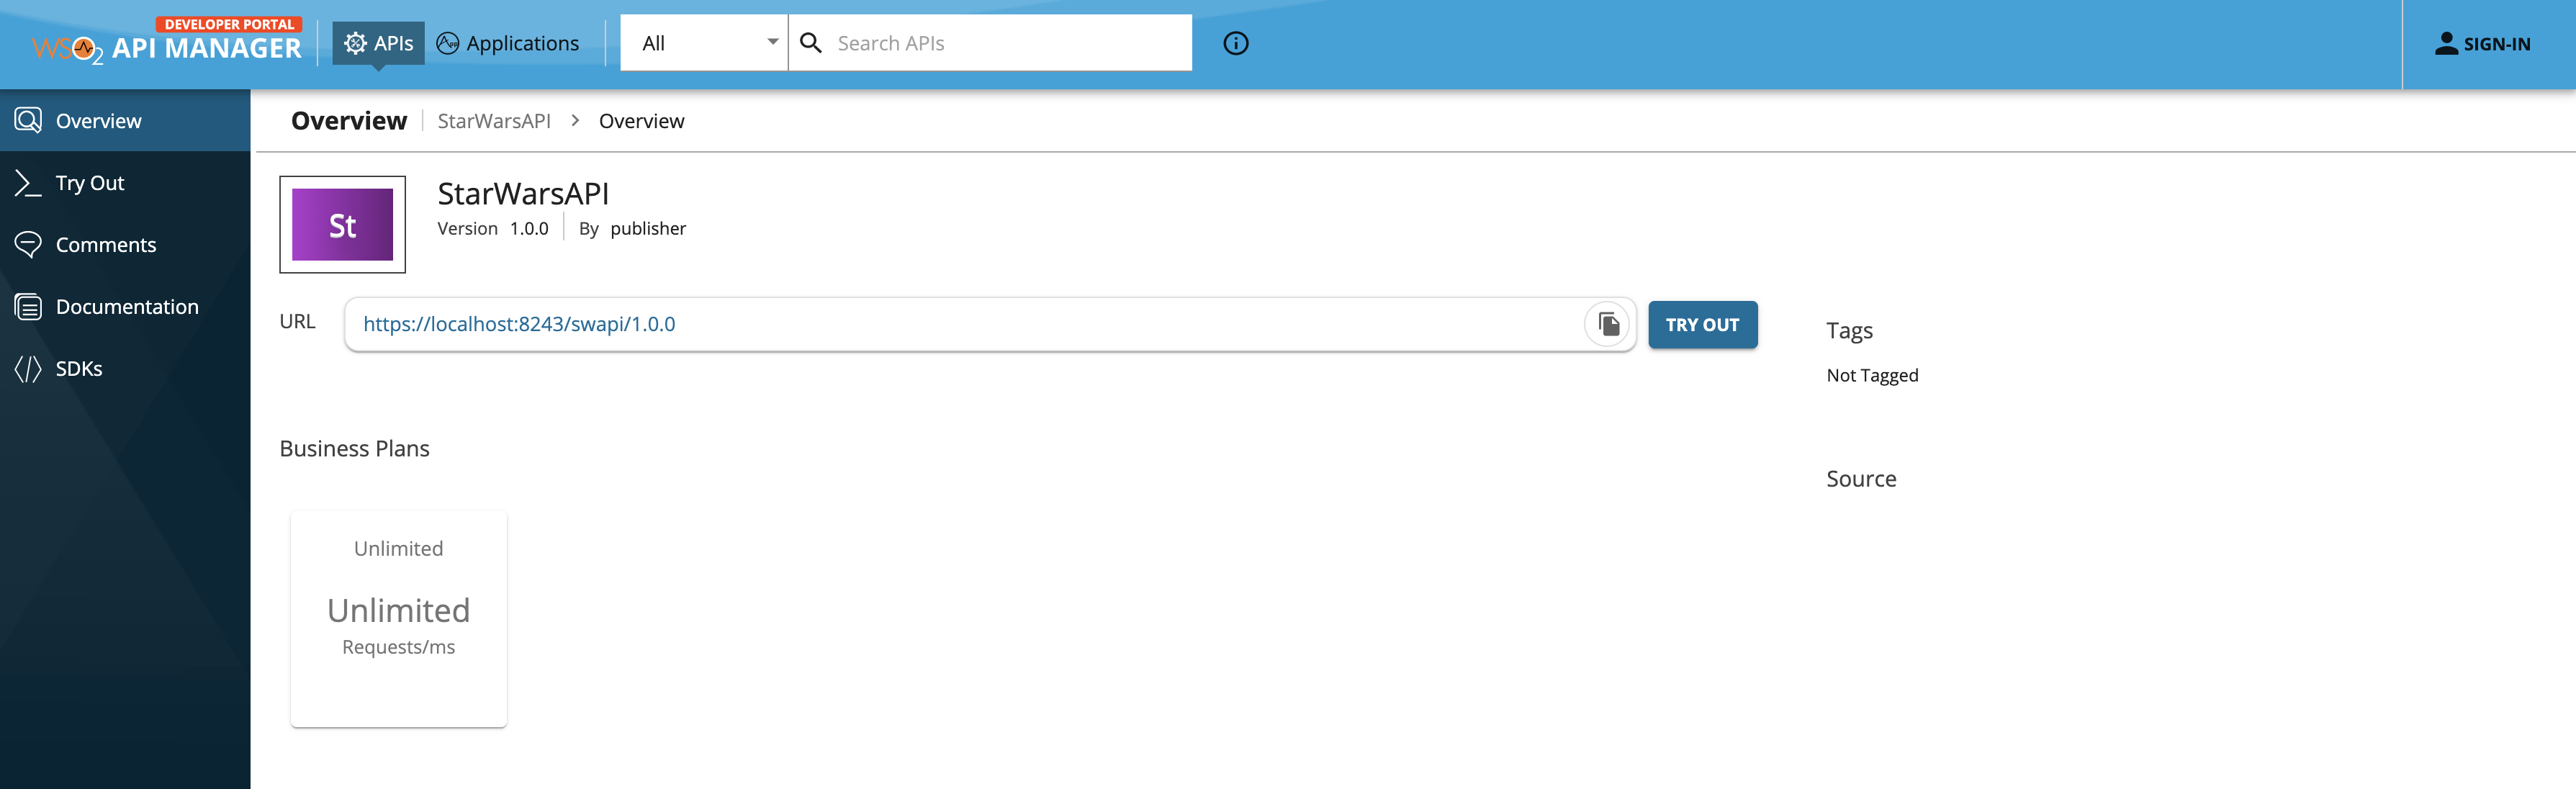 DEVELOPER PORTAL
WSO2 API MANAGER
APIs
App
Applications
All
Search APIs
SIGN-IN
Overview
Try Out
Comments
Documentation
SDKs
Overview
StarWarsAPI > Overview
St
StarWarsAPI
Version 1.0.0
By publisher
URL
https://localhost:8243/swapi/1.0.0
TRY OUT
Tags
Not Tagged
Business Plans
Source
Unlimited
Unlimited
Requests/ms